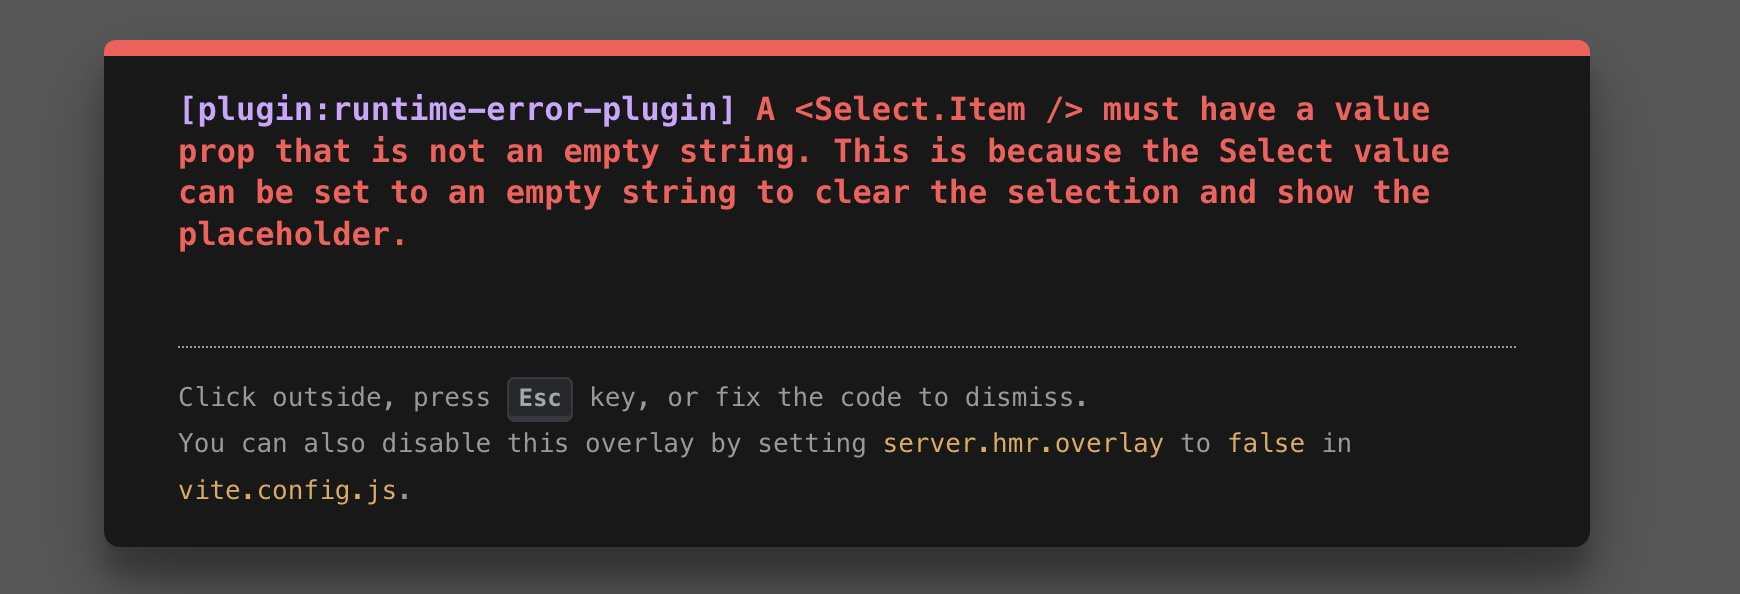 [plugin:runtime-error-plugin] A <Select.Item /> must have a value
prop that is not an empty string. This is because the Select value
can be set to an empty string to clear the selection and show the
placeholder.
Click outside, press Esc key, or fix the code to dismiss.
You can also disable this overlay by setting server.hmr.overlay to false in
vite.config.js.